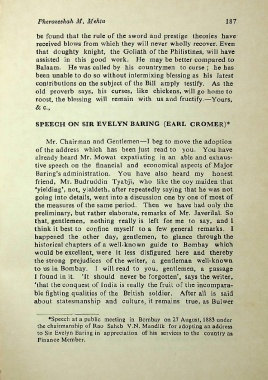 Pherozeshah M. Mehta 187
be found that the rule of the sword and prestige theories have
received blows from which they will never wholly recover. Even
that doughty knight, the Goliath of the Philistines, will have
assisted in this good work. He may be better compared to
Balaam. He was called by his countrymen to curse; he has
been unable to do so without intermixing blessing as his latest
contributions on the subject of the Bill amply testify. As the
old proverb says, his curses, like chickens, will go home to
roost, the blessing will remain with us and fructify.—Yours,
&c.,
SPEECH ON SIR EVELYN BARING (EARL CROMER)*
Mr. Chairman and Gentlemen—I beg to move the adoption
of the address which has been just read to you. You have
already heard Mr. Mowat expatiating in an able and exhaus-
tive speech on the financial and economical aspects of Major
Baring's administration. You have also heard my honest
friend, Mr. Budruddin Tyabji, who like the coy maiden that
'yielding', not, yieldeth, after repeatedly saying that he was not
going into details, went into a discussion one by one of most of
the measures of the same period. Then we have had only the
preliminary, but rather elaborate, remarks of Mr. Javerilal. So
that, gentlemen, nothing really is left for me to say, and I
think it best to confine myself to a few general remarks. I
happened the other day, gentlemen, to glance through the
historical chapters of a well-known guide to Bombay which
would be excellent, were it less disfigured here and thereby
the strong prejudices of the writer, a gentleman well-known
to us in Bombay. I will read to you, gentlemen, a passage
I found in it. 'It should never be forgotten', says the writer,
'that the conquest of India is really the fruit of the incompara-
ble fighting qualities of the British soldier. After all is said
about statesmanship and culture, it remains true, as Bulwer
*Speech at a public meeting in Bombay on 27 August, 1883 under
the chairmanship of Rao Saheb V.N. Mandlik for adopting an address
to Sir Evelyn Baring in appreciation of his services to the country as
Finance Member.